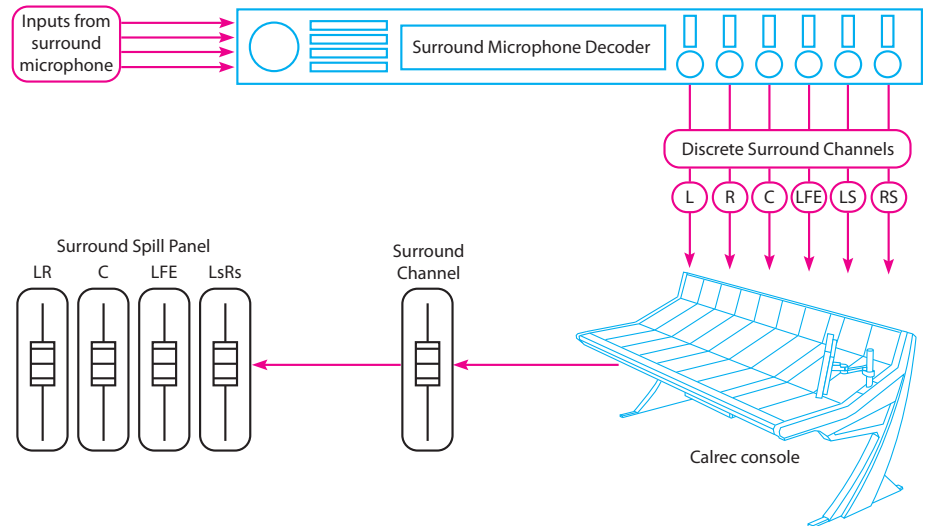 Inputs from
surround
microphone
Surround Microphone Decoder
Discrete Surround Channels
L R C LFE LS RS
Surround Spill Panel
LR C LFE LsRs
Surround
Channel
Calrec console